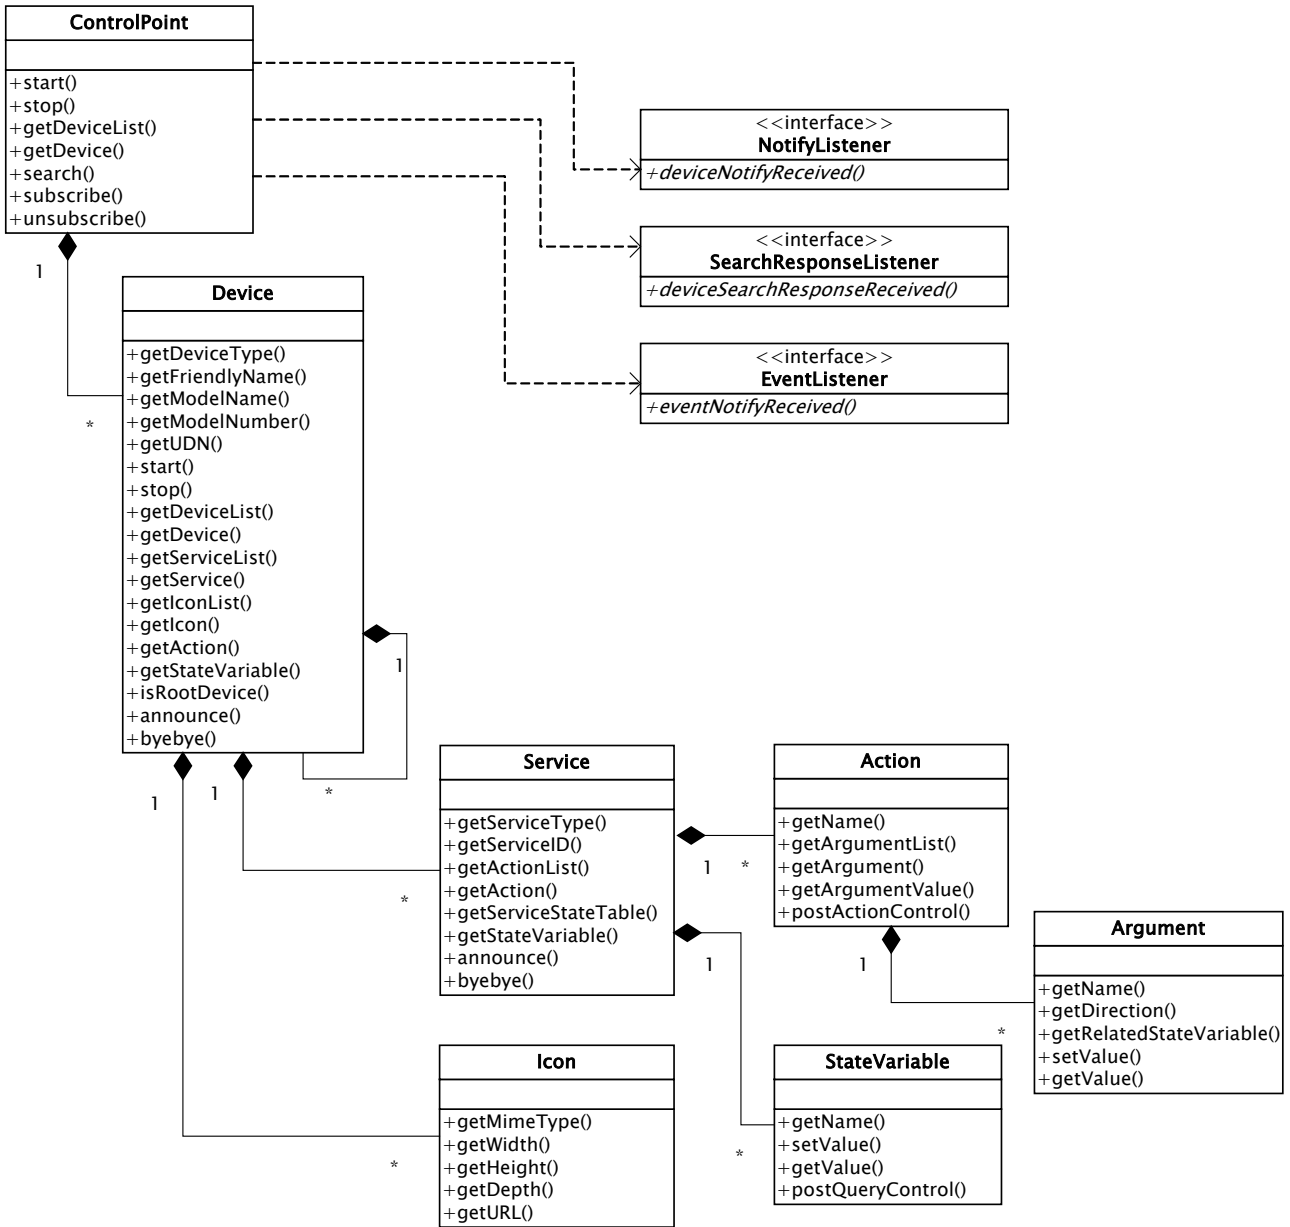 ControlPoint
+start()
+stop()
+getDeviceList()
+getDevice()
+search()
+subscribe()
+unsubscribe()
<<interface>>
NotifyListener
+deviceNotifyReceived()
<<interface>>
SearchResponseListener
+deviceSearchResponseReceived()
<<interface>>
EventListener
+eventNotifyReceived()
1
*
Device
+getDeviceType()
+getFriendlyName()
+getModelName()
+getModelNumber()
+getUDN()
+start()
+stop()
+getDeviceList()
+getDevice()
+getServiceList()
+getService()
+getIconList()
+getIcon()
+getAction()
+getStateVariable()
+isRootDevice()
+announce()
+byebye()
1
*
1
1
*
*
Service
+getServiceType()
+getServiceID()
+getActionList()
+getAction()
+getServiceStateTable()
+getStateVariable()
+announce()
+byebye()
1
*
1
*
Action
+getName()
+getArgumentList()
+getArgument()
+getArgumentValue()
+postActionControl()
1
*
Argument
+getName()
+getDirection()
+getRelatedStateVariable()
+setValue()
+getValue()
Icon
+getMimeType()
+getWidth()
+getHeight()
+getDepth()
+getURL()
StateVariable
+getName()
+setValue()
+getValue()
+postQueryControl()